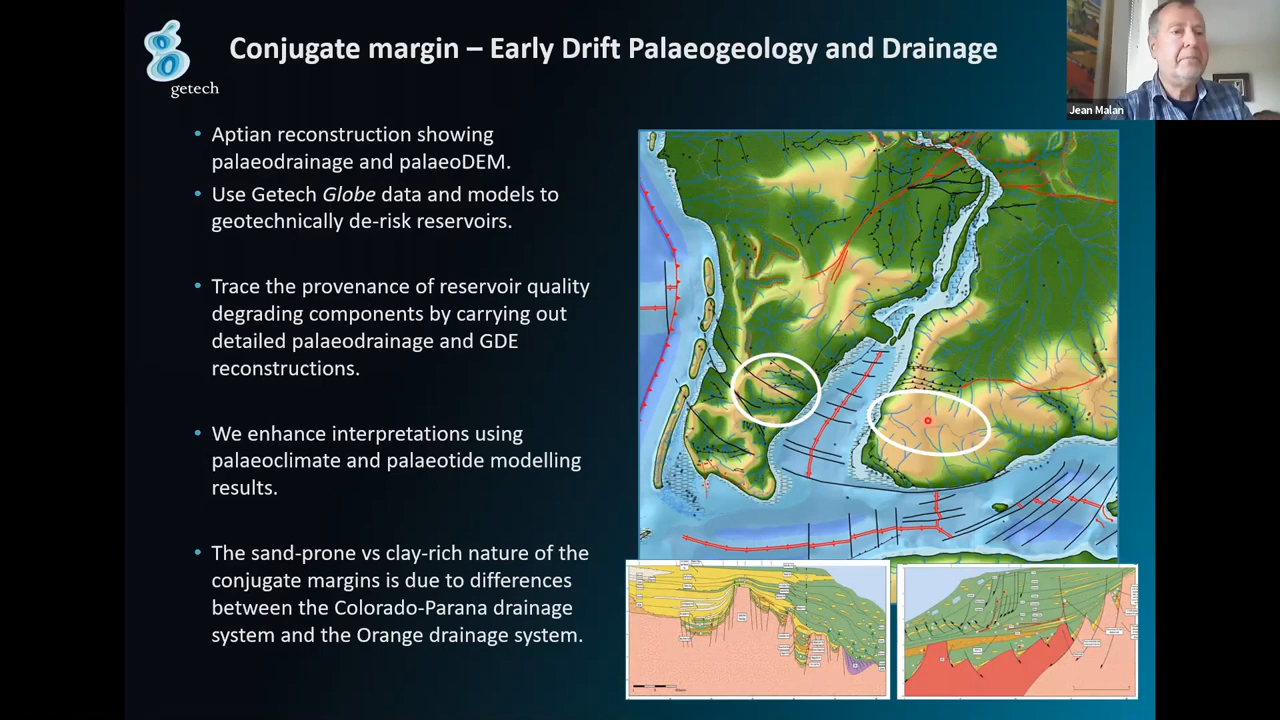 getech
Conjugate margin – Early Drift Palaeogeology and Drainage
Jean Malan
• Aptian reconstruction showing
palaeodrainage and palaeoDEM.
• Use Getech Globe data and models to
geotechnically de-risk reservoirs.
• Trace the provenance of reservoir quality
degrading components by carrying out
detailed palaeodrainage and GDE
reconstructions.
• We enhance interpretations using
palaeoclimate and palaeotide modelling
results.
• The sand-prone vs clay-rich nature of the
conjugate margins is due to differences
between the Colorado-Parana drainage
system and the Orange drainage system.